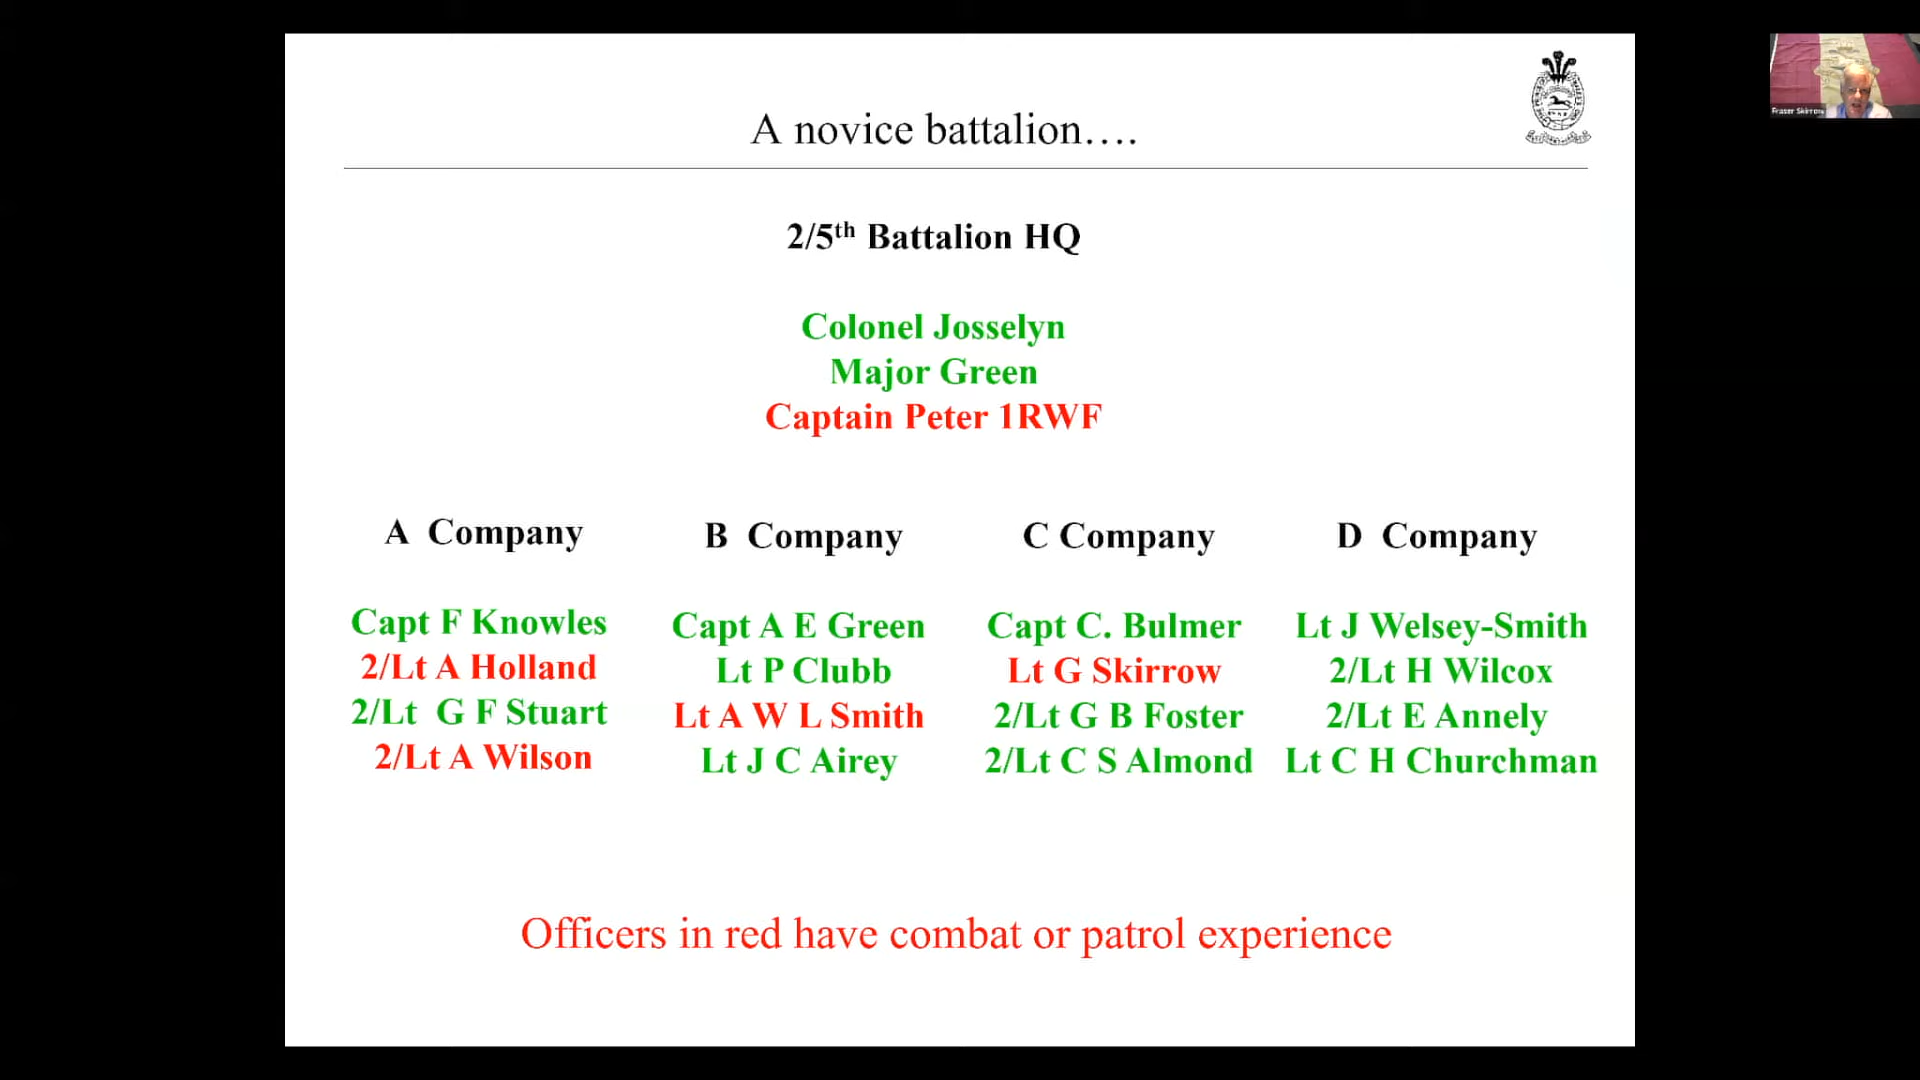 A novice battalion....
2/5th Battalion HQ
Colonel Josselyn
Major Green
Captain Peter 1RWF
A Company
Capt F Knowles
2/Lt A Holland
2/Lt G F Stuart
2/Lt A Wilson
B Company
Capt A E Green
Lt P Clubb
Lt A W L Smith
Lt J C Airey
C Company
Capt C. Bulmer
Lt G Skirrow
2/Lt G B Foster
2/Lt C S Almond
D Company
Lt J Welsey-Smith
2/Lt H Wilcox
2/Lt E Annely
Lt C H Churchman
Officers in red have combat or patrol experience
Fraser Skirrow